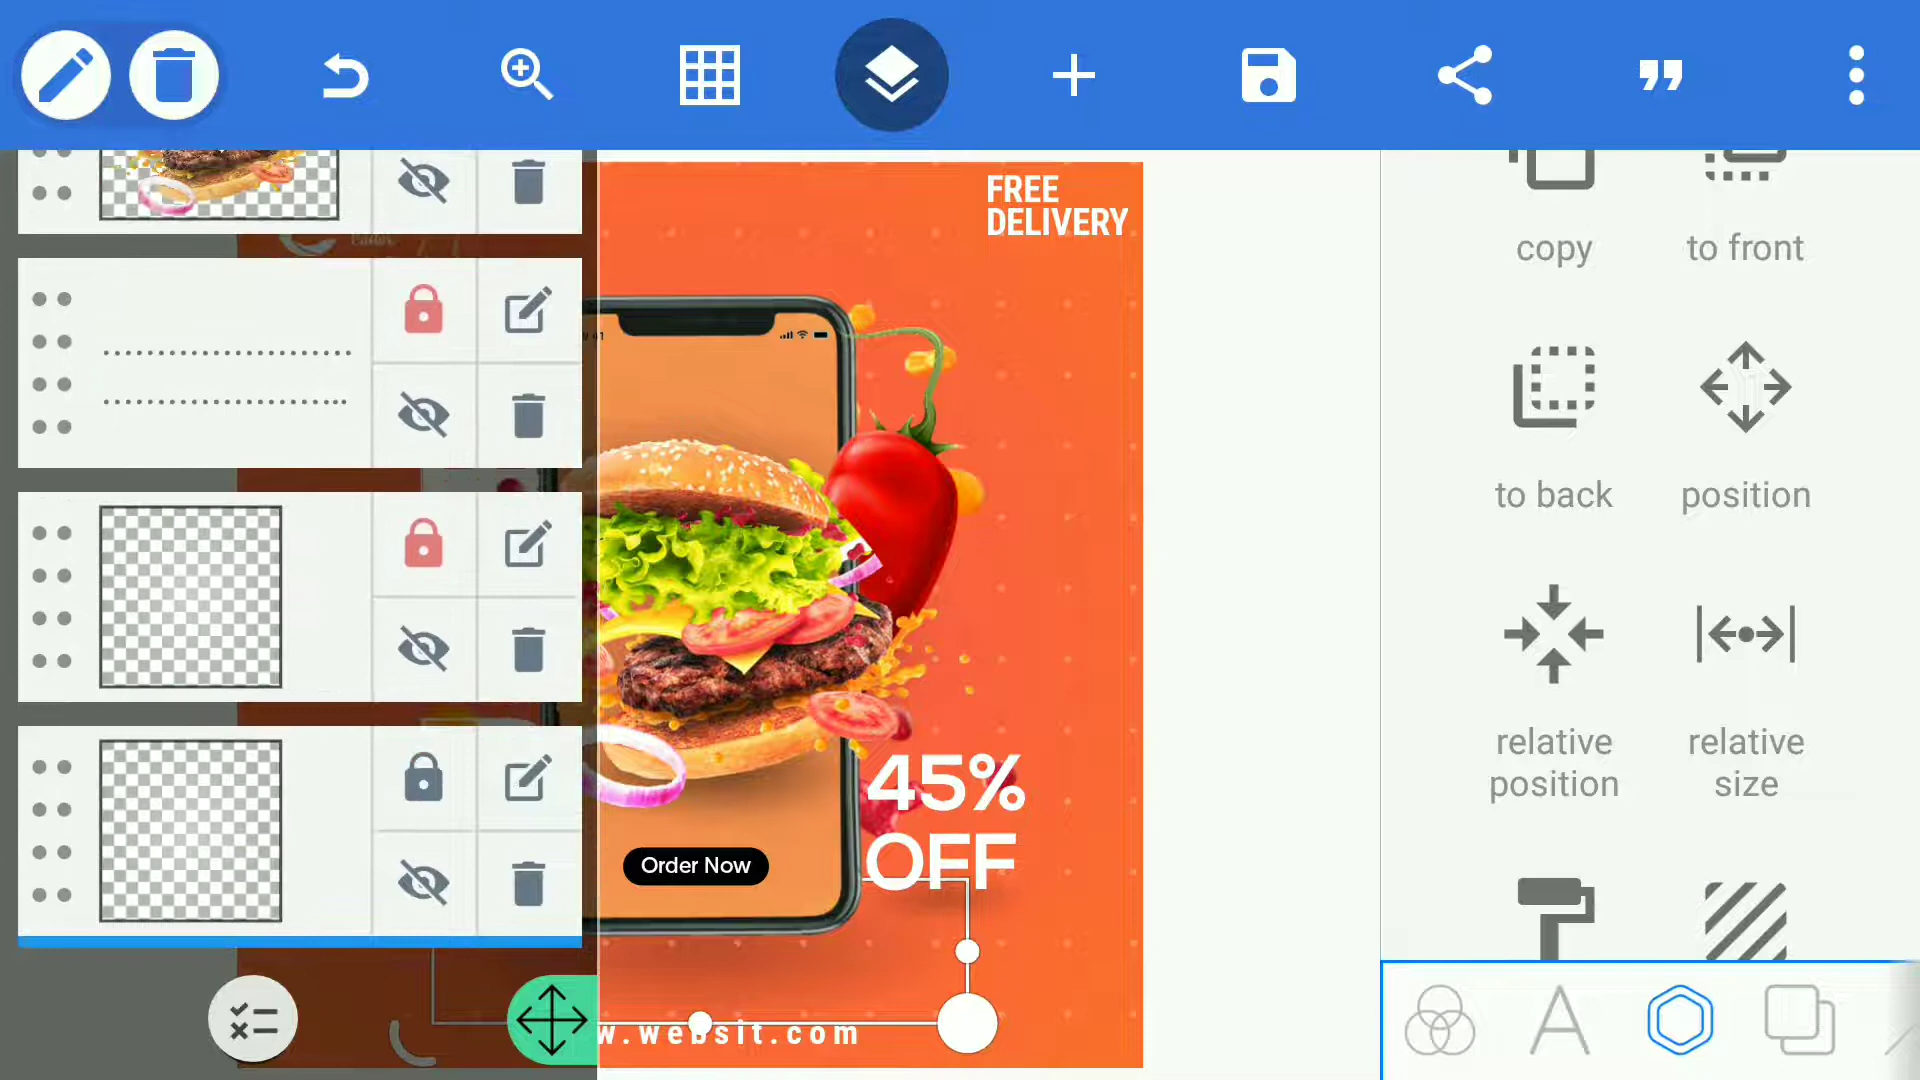 FREE
DELIVERY
copy
to front
to back
position
relative
position
relative
size
45%
OFF
Order Now
w.websit.com